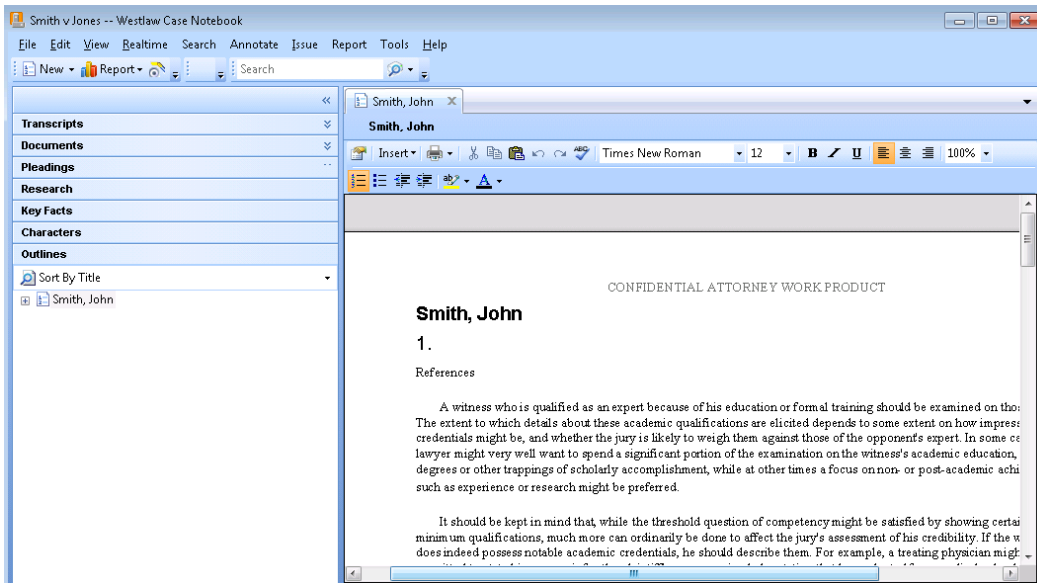 Smith v Jones -- Westlaw Case Notebook
File Edit View Realtime Search Annotate Issue Report Tools Help
New Report Search
Smith, John
Transcripts
Documents
Pleadings
Research
Key Facts
Characters
Outlines
Sort By Title
Smith, John
Smith, John
Insert Times New Roman 12 B I U 100%
CONFIDENTIAL ATTORNEY WORK PRODUCT
Smith, John
1.
References
A witness who is qualified as an expert because of his education or formal training should be examined on
The extent to which details about these academic qualifications are elicited depends to some extent on how
credentials might be, and whether the jury is likely to weigh them against those of the opponent's expert. In some
lawyer might very well want to spend a significant portion of the examination on the witness's academic education,
degrees or other trappings of scholarly accomplishment, while at other times a focus on non- or post-academic
such as experience or research might be preferred.
It should be kept in mind that, while the threshold question of competency might be satisfied by showing
minimum qualifications, much more can ordinarily be done to affect the jury's assessment of his credibility. If the
does indeed possess notable academic credentials, he should describe them. For example, a treating physician